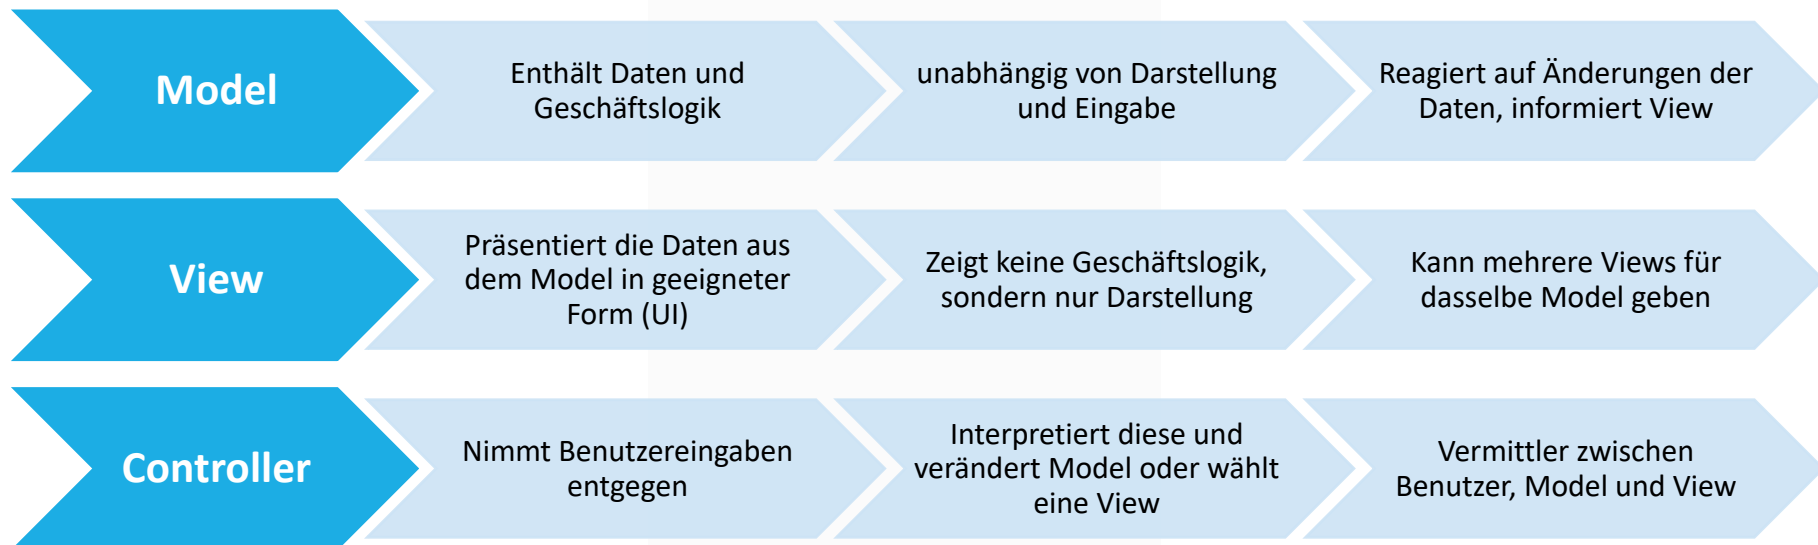 Model
Enthält Daten und
Geschäftslogik
unabhängig von Darstellung
und Eingabe
Reagiert auf Änderungen der
Daten, informiert View
View
Präsentiert die Daten aus
dem Model in geeigneter
Form (UI)
Zeigt keine Geschäftslogik,
sondern nur Darstellung
Kann mehrere Views für
dasselbe Model geben
Controller
Nimmt Benutzereingaben
entgegen
Interpretiert diese und
verändert Model oder wählt
eine View
Vermittler zwischen
Benutzer, Model und View